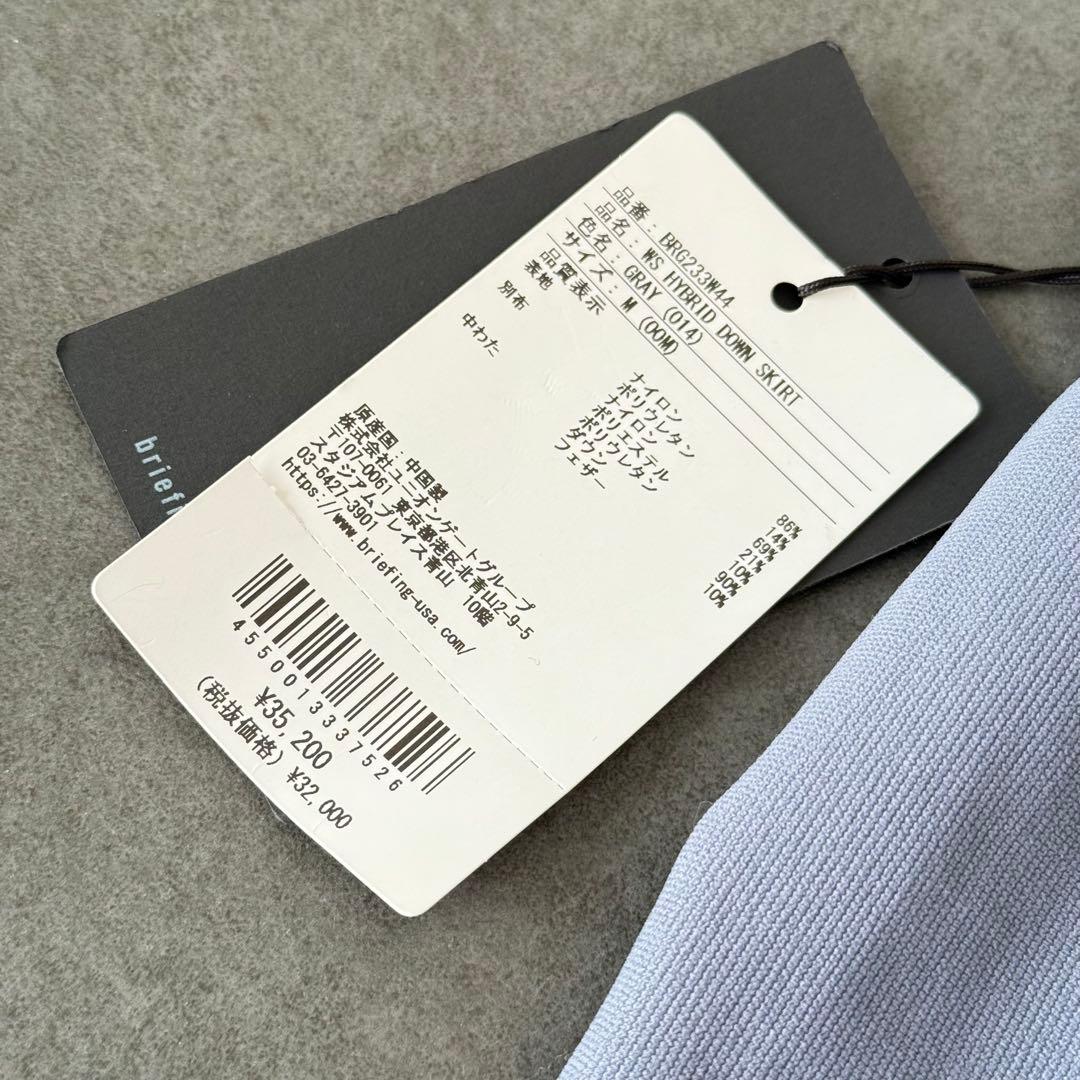 品番: BRG233W44
品名: WS HYBRID DOWN SKIRT
色名: GRAY (014)
サイズ: M (00M)
品質表示
表地 ナイロン 86%
ポリウレタン 14%
別布 ナイロン 69%
ポリエステル 21%
ポリウレタン 10%
中わた ダウン 90%
フェザー 10%
原産国: 中国製
株式会社ユニオンゲートグループ
〒107-0061 東京都港区北青山2-9-5
スタジアムプレイス青山 10階
03-6427-3901
https://www.briefing-usa.com/
4550013337526
¥35,200
(税抜価格) ¥32,000
briefin